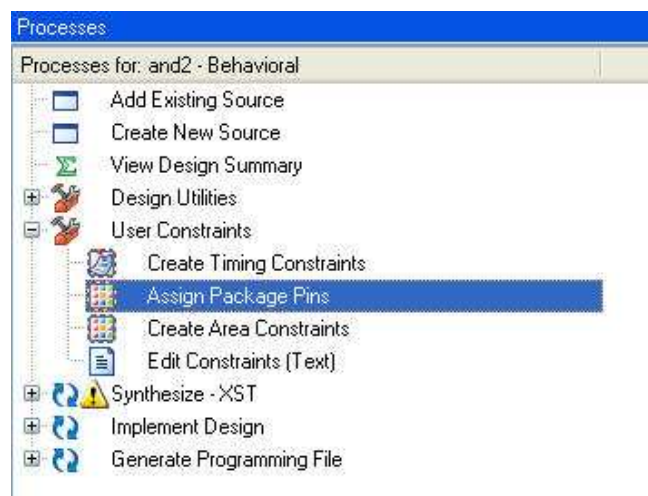 Processes
Processes for: and2 - Behavioral
Add Existing Source
Create New Source
View Design Summary
Design Utilities
User Constraints
Create Timing Constraints
Assign Package Pins
Create Area Constraints
Edit Constraints (Text)
Synthesize - XST
Implement Design
Generate Programming File